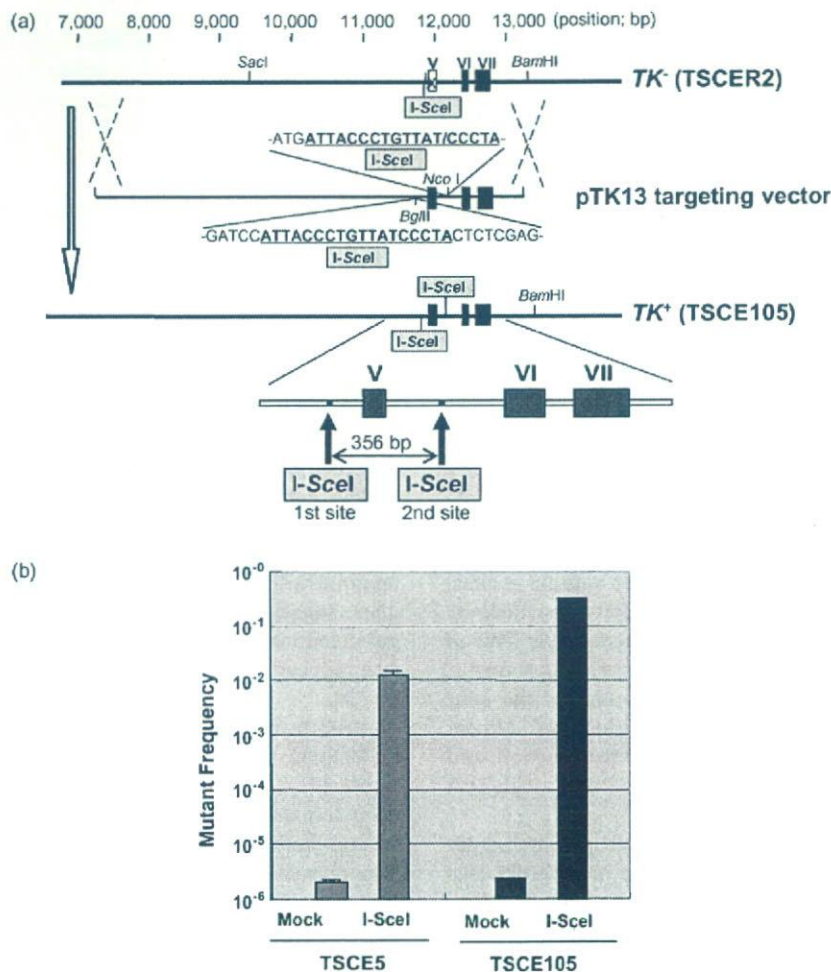 (a)
7,000 8,000 9,000 10,000 11,000 12,000 13,000 (position; bp)
SacI V VI VII BamHI
TK- (TSCER2)
I-SceI
-ATGATTACCCTGTTAT/CCCTA-
I-SceI
Nco I
pTK13 targeting vector
BglII
-GATCCATTACCCTGTTATCCCTACTCTCGAG-
I-SceI
I-SceI
BamHI
TK+ (TSCE105)
I-SceI
V VI VII
356 bp
I-SceI I-SceI
1st site 2nd site
(b)
Mutant Frequency
10-0
10-1
10-2
10-3
10-4
10-5
10-6
Mock I-SceI Mock I-SceI
TSCE5 TSCE105